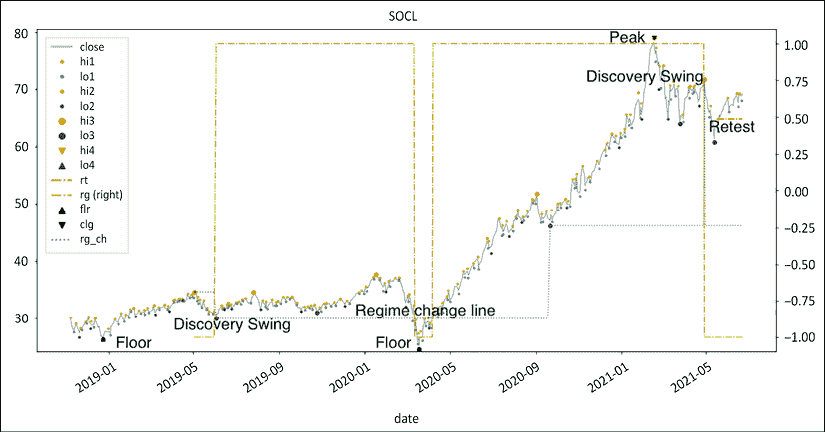 SOCL
80
70
60
50
40
30
close
hi1
lo1
hi2
lo2
hi3
lo3
hi4
lo4
rt
rg (right)
flr
clg
rg_ch
Peak
Discovery Swing
Retest
Regime change line
Discovery Swing
Floor
Floor
1.00
0.75
0.50
0.25
0.00
−0.25
−0.50
−0.75
−1.00
2019-01
2019-05
2019-09
2020-01
2020-05
2020-09
2021-01
2021-05
date